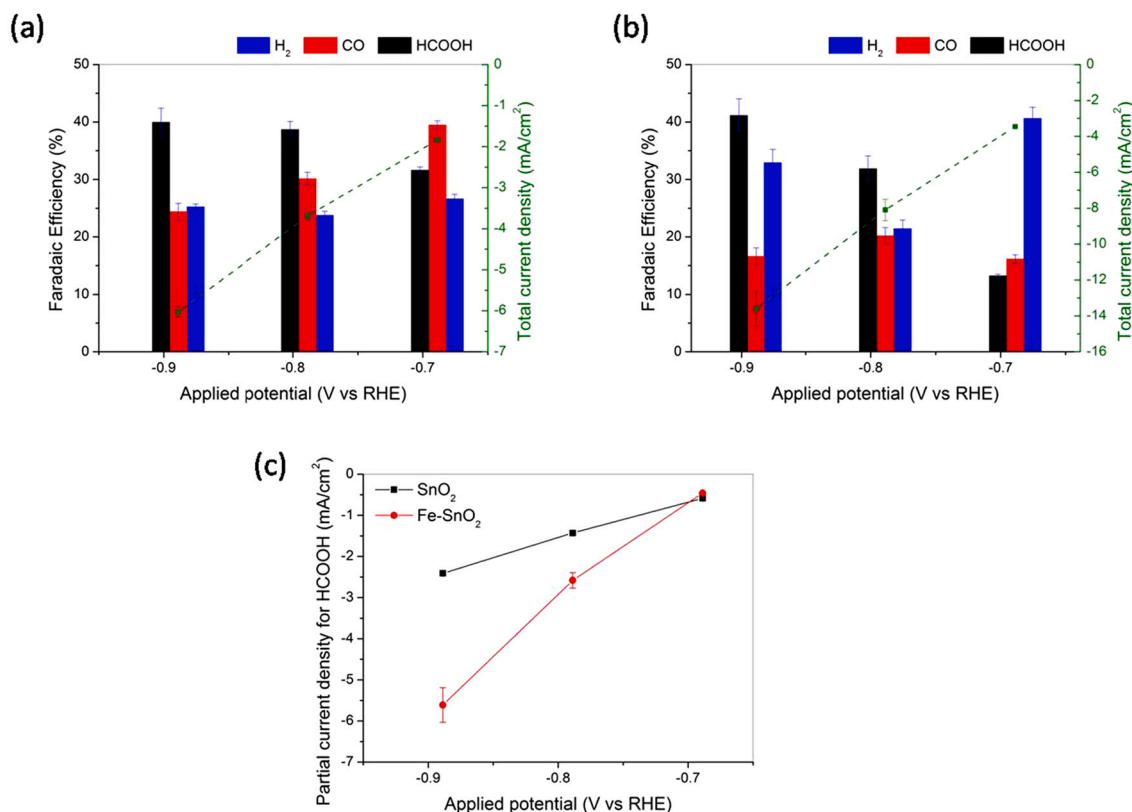 (a)
H₂ CO HCOOH
50
40
30
20
10
0
Faradaic Efficiency (%)
0
-1
-2
-3
-4
-5
-6
-7
Total current density (mA/cm²)
-0.9 -0.8 -0.7
Applied potential (V vs RHE)
(b)
H₂ CO HCOOH
50
40
30
20
10
0
Faradaic Efficiency (%)
0
-2
-4
-6
-8
-10
-12
-14
-16
Total current density (mA/cm²)
-0.9 -0.8 -0.7
Applied potential (V vs RHE)
(c)
SnO₂
Fe-SnO₂
0
-1
-2
-3
-4
-5
-6
-7
Partial current density for HCOOH (mA/cm²)
-0.9 -0.8 -0.7
Applied potential (V vs RHE)